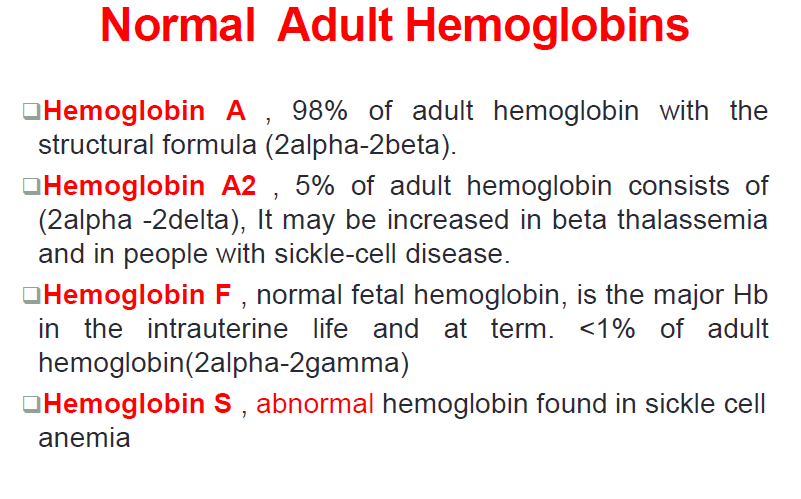 Normal Adult Hemoglobins
❑Hemoglobin A , 98% of adult hemoglobin with the
structural formula (2alpha-2beta).
❑Hemoglobin A2 , 5% of adult hemoglobin consists of
(2alpha -2delta), It may be increased in beta thalassemia
and in people with sickle-cell disease.
❑Hemoglobin F , normal fetal hemoglobin, is the major Hb
in the intrauterine life and at term. <1% of adult
hemoglobin(2alpha-2gamma)
❑Hemoglobin S , abnormal hemoglobin found in sickle cell
anemia